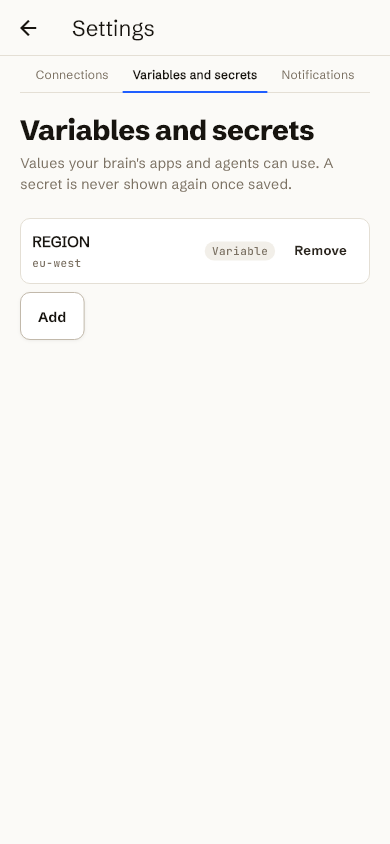 Settings
Connections
Variables and secrets
Notifications
Variables and secrets
Values your brain's apps and agents can use. A
secret is never shown again once saved.
REGION
eu-west
Variable
Remove
Add